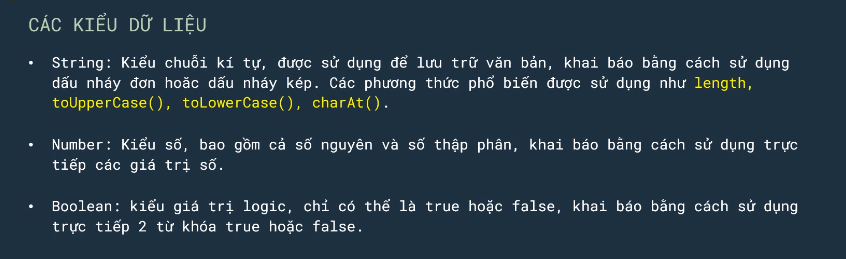 CÁC KIỂU DỮ LIỆU
• String: Kiểu chuỗi kí tự, được sử dụng để lưu trữ văn bản, khai báo bằng cách sử dụng
dấu nháy đơn hoặc dấu nháy kép. Các phương thức phổ biến được sử dụng như length,
toUpperCase(), toLowerCase(), charAt().
• Number: Kiểu số, bao gồm cả số nguyên và số thập phân, khai báo bằng cách sử dụng trực
tiếp các giá trị số.
• Boolean: kiểu giá trị logic, chỉ có thể là true hoặc false, khai báo bằng cách sử dụng
trực tiếp 2 từ khóa true hoặc false.